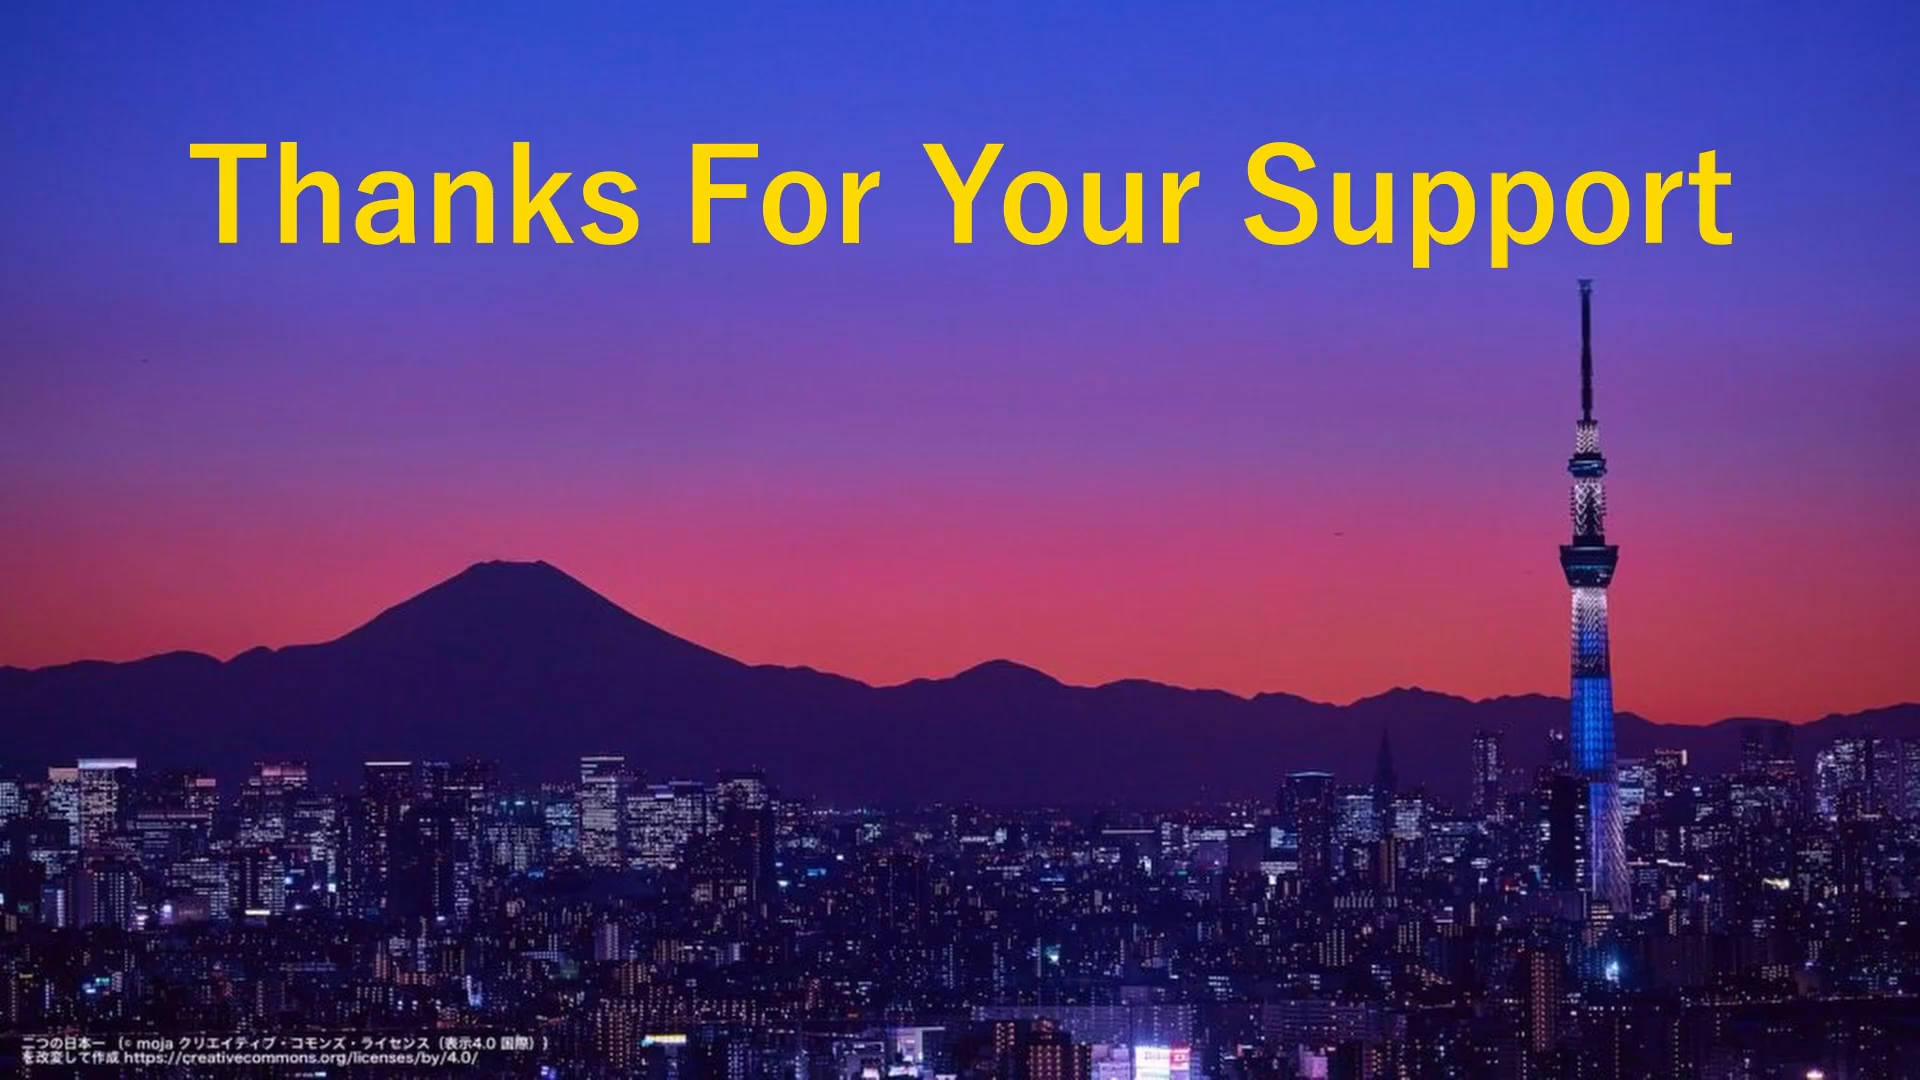 Thanks For Your Support
二つの日本一 (© moja クリエイティブ・コモンズ・ライセンス（表示4.0 国際）)
を改変して作成 https://creativecommons.org/licenses/by/4.0/